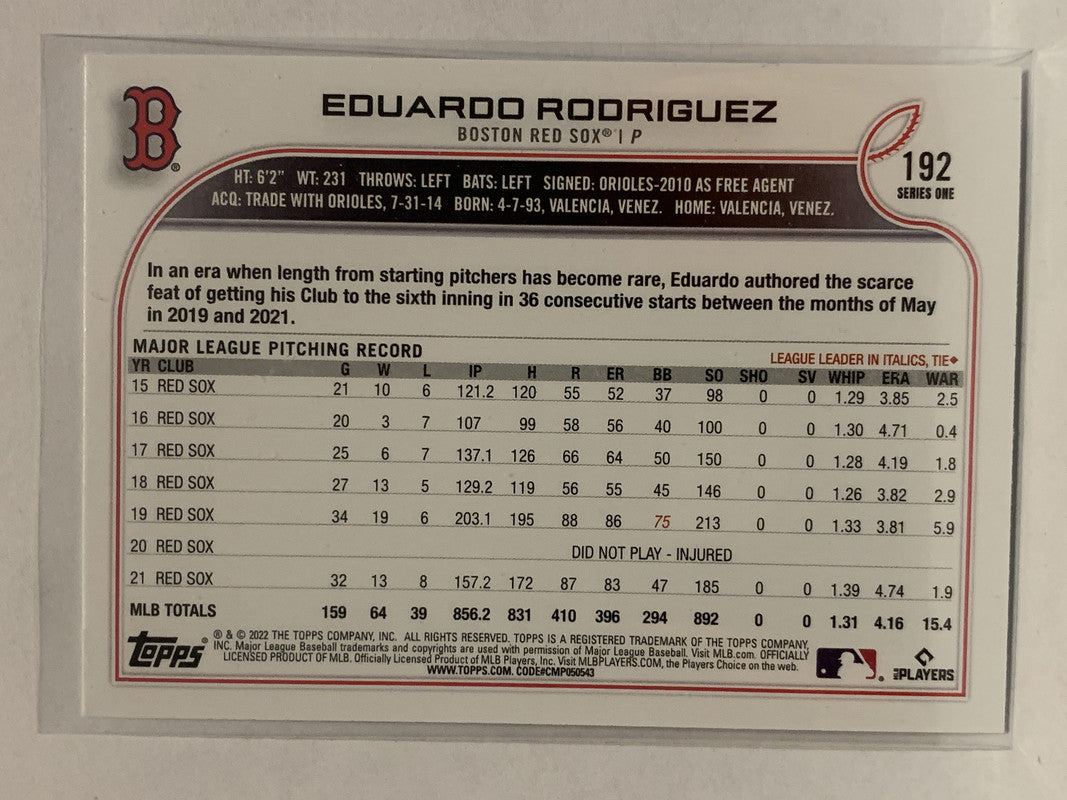 B®
EDUARDO RODRIGUEZ
BOSTON RED SOX® | P
192
SERIES ONE
HT: 6'2" WT: 231 THROWS: LEFT BATS: LEFT SIGNED: ORIOLES-2010 AS FREE AGENT
ACQ: TRADE WITH ORIOLES, 7-31-14 BORN: 4-7-93, VALENCIA, VENEZ. HOME: VALENCIA, VENEZ.
In an era when length from starting pitchers has become rare, Eduardo authored the scarce
feat of getting his Club to the sixth inning in 36 consecutive starts between the months of May
in 2019 and 2021.
MAJOR LEAGUE PITCHING RECORD
LEAGUE LEADER IN ITALICS, TIE◆
YR CLUB G W L IP H R ER BB SO SHO SV WHIP ERA WAR
15 RED SOX 21 10 6 121.2 120 55 52 37 98 0 0 1.29 3.85 2.5
16 RED SOX 20 3 7 107 99 58 56 40 100 0 0 1.30 4.71 0.4
17 RED SOX 25 6 7 137.1 126 66 64 50 150 0 0 1.28 4.19 1.8
18 RED SOX 27 13 5 129.2 119 56 55 45 146 0 0 1.26 3.82 2.9
19 RED SOX 34 19 6 203.1 195 88 86 75 213 0 0 1.33 3.81 5.9
20 RED SOX DID NOT PLAY - INJURED
21 RED SOX 32 13 8 157.2 172 87 83 47 185 0 0 1.39 4.74 1.9
MLB TOTALS 159 64 39 856.2 831 410 396 294 892 0 0 1.31 4.16 15.4
topps®
® & © 2022 THE TOPPS COMPANY, INC. ALL RIGHTS RESERVED. TOPPS IS A REGISTERED TRADEMARK OF THE TOPPS COMPANY,
INC. Major League Baseball trademarks and copyrights are used with permission of Major League Baseball. Visit MLB.com. OFFICIALLY
LICENSED PRODUCT OF MLB. Officially Licensed Product of MLB Players, Inc. Visit MLBPLAYERS.COM, the Players Choice on the web.
WWW.TOPPS.COM. CODE#CMP050543
MLB PLAYERS